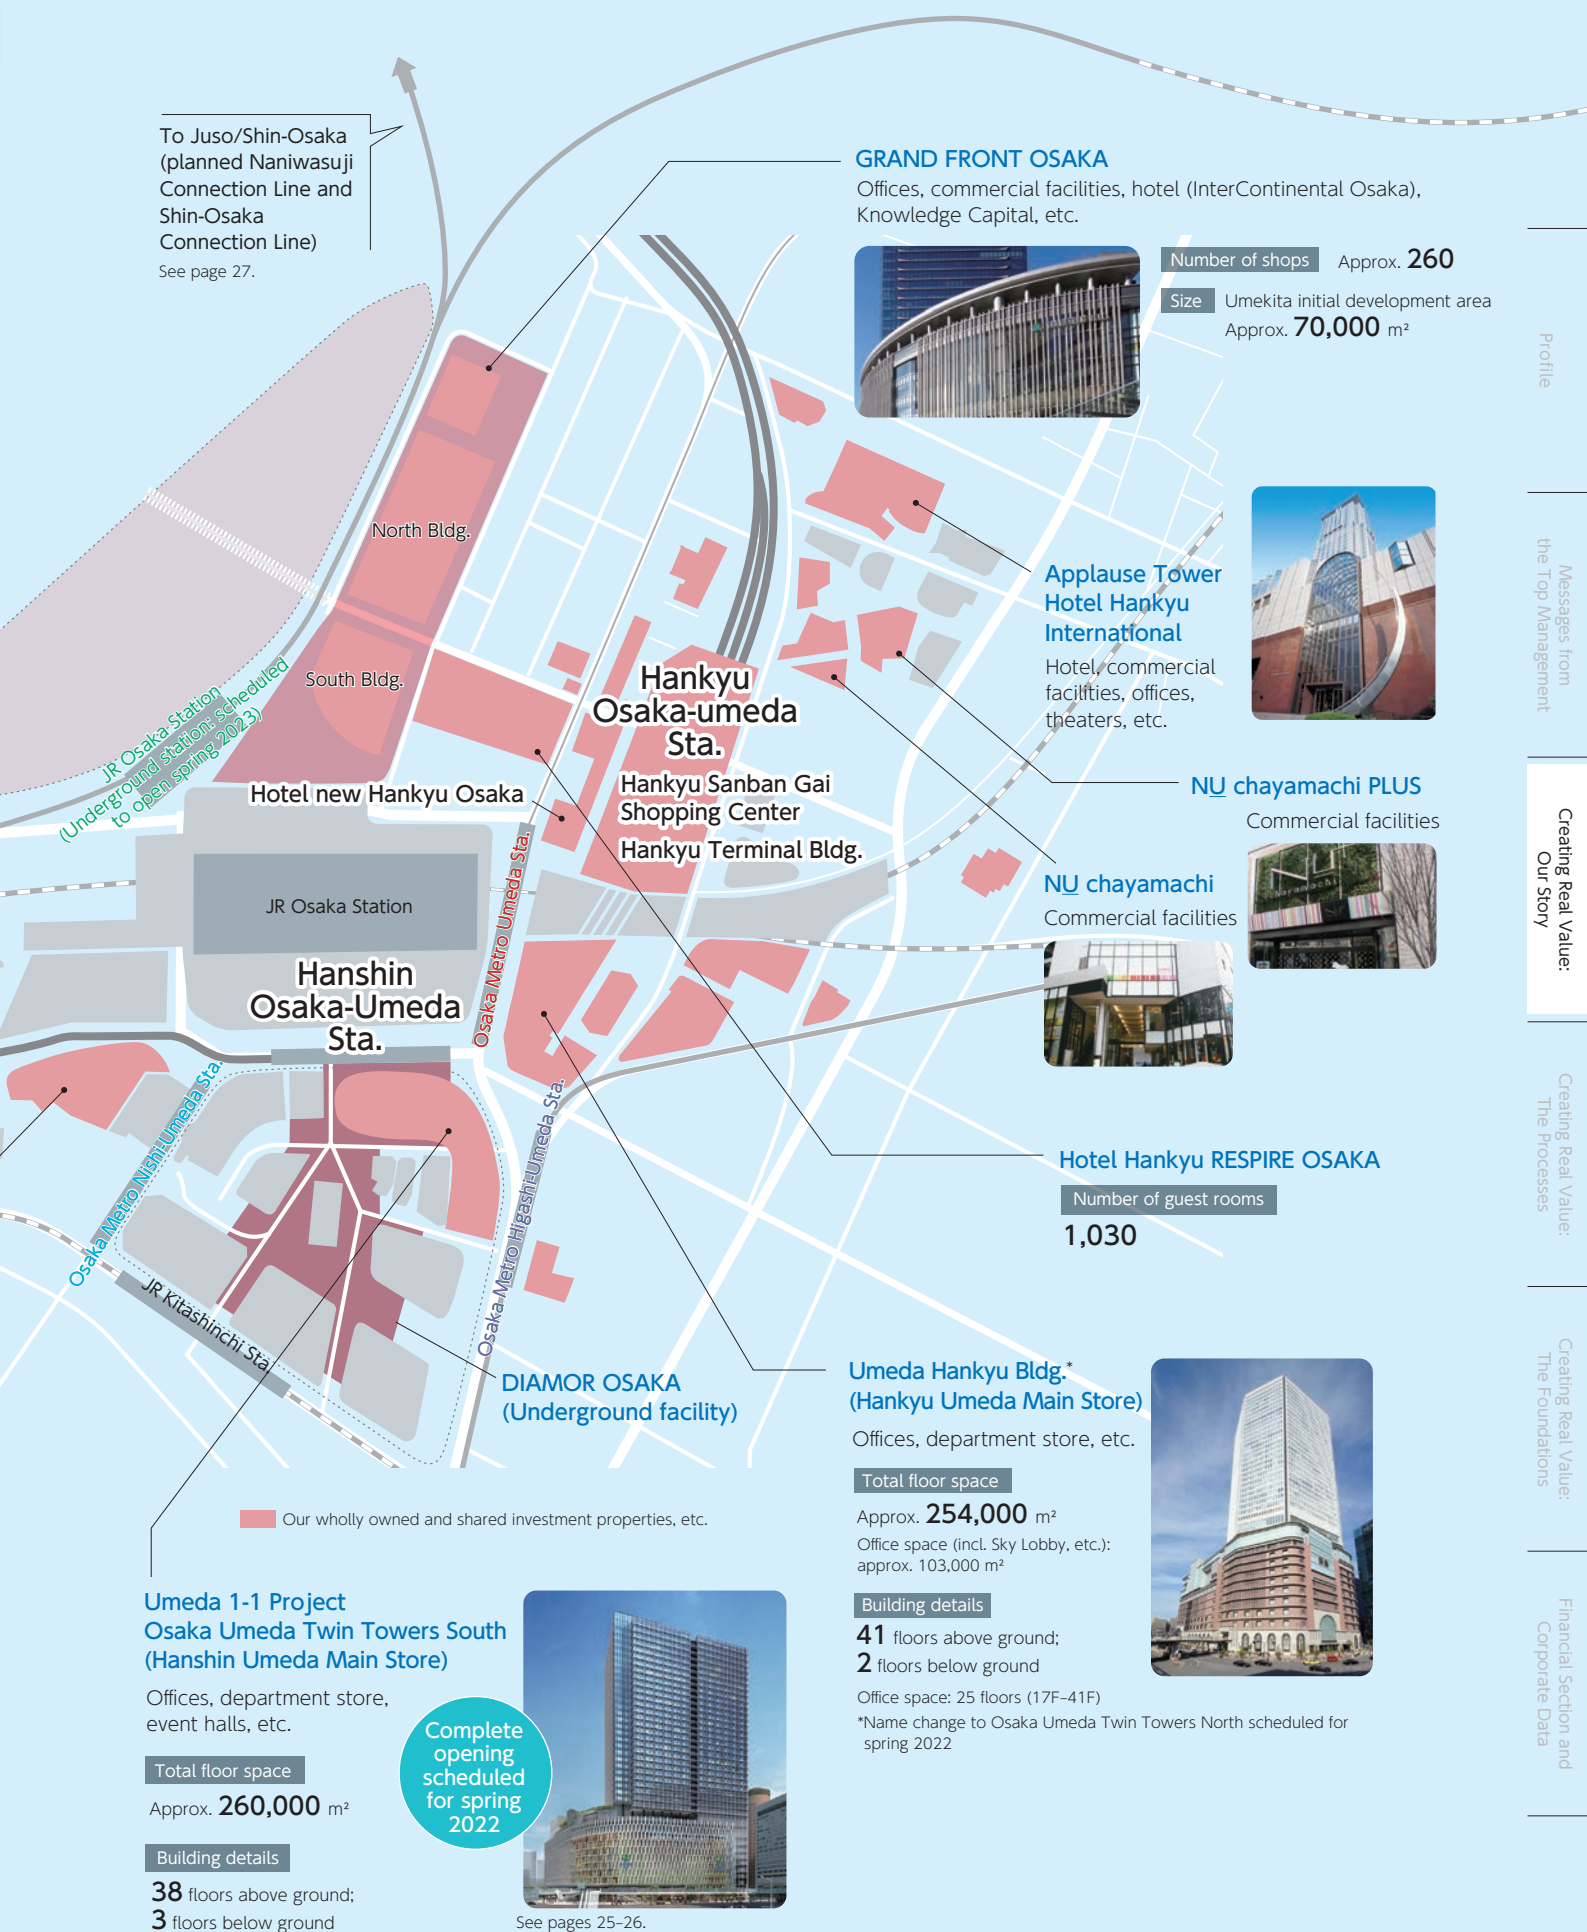 To Juso/Shin-Osaka
(planned Naniwasuji
Connection Line and
Shin-Osaka
Connection Line)
See page 27.
GRAND FRONT OSAKA
Offices, commercial facilities, hotel (InterContinental Osaka),
Knowledge Capital, etc.
Number of shops Approx. 260
Size Umekita initial development area
Approx. 70,000 m²
North Bldg.
South Bldg.
JR Osaka Station
(Underground station: scheduled
to open spring 2023)
Applause Tower
Hotel Hankyu
International
Hotel, commercial
facilities, offices,
theaters, etc.
Hankyu
Osaka-umeda
Sta.
Hotel new Hankyu Osaka
Hankyu Sanban Gai
Shopping Center
Hankyu Terminal Bldg.
NU chayamachi PLUS
Commercial facilities
NU chayamachi
Commercial facilities
JR Osaka Station
Osaka Metro Umeda Sta.
Hanshin
Osaka-Umeda
Sta.
Osaka Metro Nishi-Umeda Sta.
Osaka Metro Higashi-Umeda Sta.
JR Kitashinchi Sta.
Hotel Hankyu RESPIRE OSAKA
Number of guest rooms
1,030
DIAMOR OSAKA
(Underground facility)
Umeda Hankyu Bldg.*
(Hankyu Umeda Main Store)
Offices, department store, etc.
Total floor space
Approx. 254,000 m²
Office space (incl. Sky Lobby, etc.):
approx. 103,000 m²
Building details
41 floors above ground;
2 floors below ground
Office space: 25 floors (17F–41F)
*Name change to Osaka Umeda Twin Towers North scheduled for
spring 2022
Our wholly owned and shared investment properties, etc.
Umeda 1-1 Project
Osaka Umeda Twin Towers South
(Hanshin Umeda Main Store)
Offices, department store,
event halls, etc.
Total floor space
Approx. 260,000 m²
Building details
38 floors above ground;
3 floors below ground
Complete
opening
scheduled
for spring
2022
See pages 25–26.
Profile
Messages from
the Top Management
Creating Real Value:
Our Story
Creating Real Value:
The Processes
Creating Real Value:
The Foundations
Financial Section and
Corporate Data